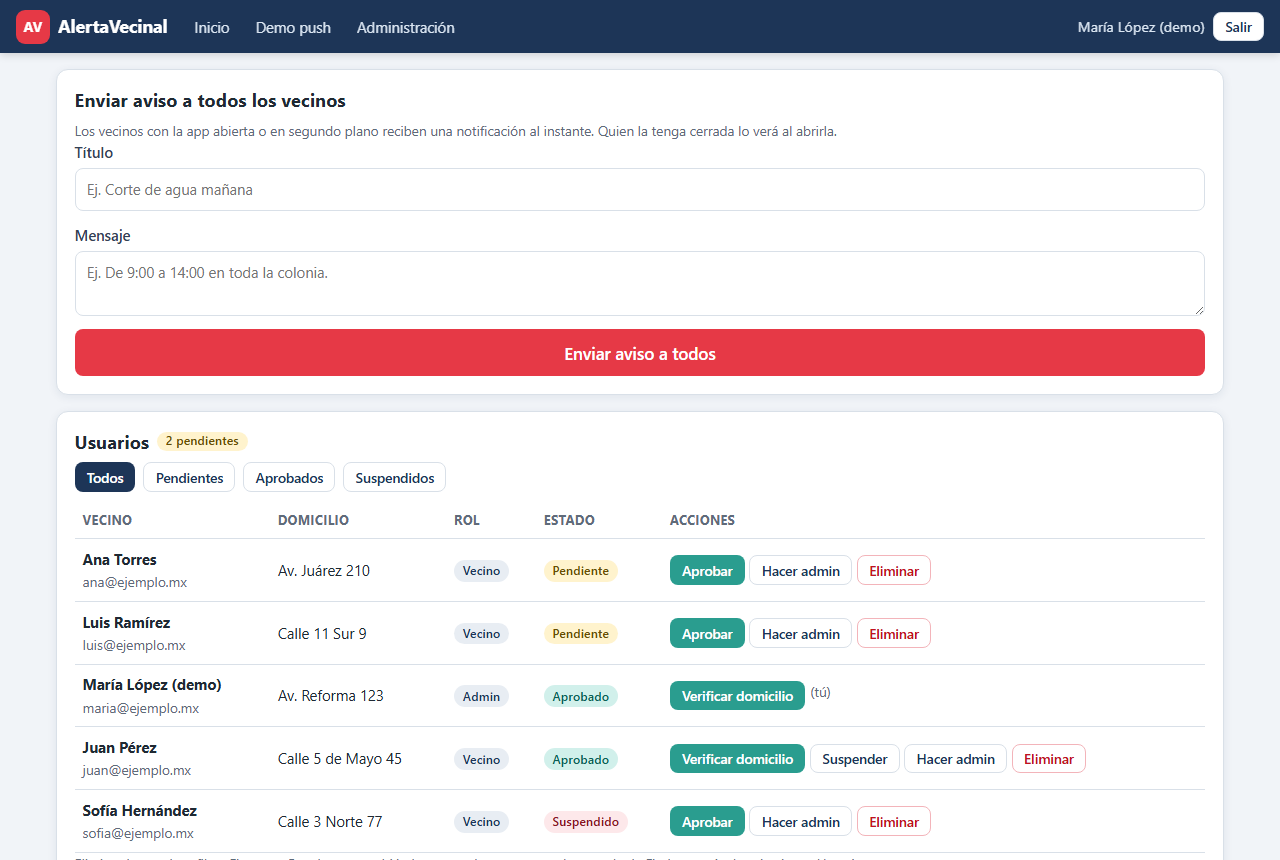 AV AlertaVecinal Inicio Demo push Administración María López (demo) Salir
Enviar aviso a todos los vecinos
Los vecinos con la app abierta o en segundo plano reciben una notificación al instante. Quien la tenga cerrada lo verá al abrirla.
Título
Ej. Corte de agua mañana
Mensaje
Ej. De 9:00 a 14:00 en toda la colonia.
Enviar aviso a todos
Usuarios 2 pendientes
Todos Pendientes Aprobados Suspendidos
VECINO DOMICILIO ROL ESTADO ACCIONES
Ana Torres
ana@ejemplo.mx
Av. Juárez 210 Vecino Pendiente Aprobar Hacer admin Eliminar
Luis Ramírez
luis@ejemplo.mx
Calle 11 Sur 9 Vecino Pendiente Aprobar Hacer admin Eliminar
María López (demo)
maria@ejemplo.mx
Av. Reforma 123 Admin Aprobado Verificar domicilio (tú)
Juan Pérez
juan@ejemplo.mx
Calle 5 de Mayo 45 Vecino Aprobado Verificar domicilio Suspender Hacer admin Eliminar
Sofía Hernández
sofia@ejemplo.mx
Calle 3 Norte 77 Vecino Suspendido Aprobar Hacer admin Eliminar